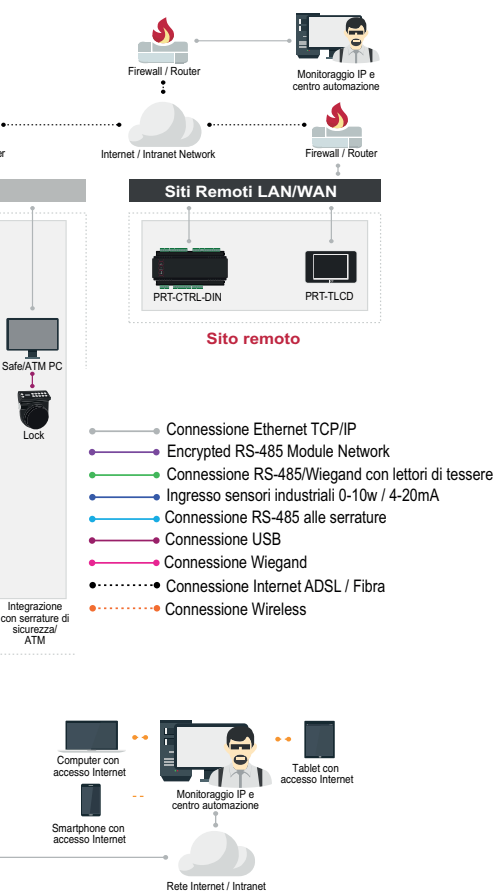 Firewall / Router
Monitoraggio IP e
centro automazione
er
Internet / Intranet Network
Firewall / Router
Siti Remoti LAN/WAN
PRT-CTRL-DIN
PRT-TLCD
Sito remoto
Safe/ATM PC
Lock
Connessione Ethernet TCP/IP
Encrypted RS-485 Module Network
Connessione RS-485/Wiegand con lettori di tessere
Ingresso sensori industriali 0-10w / 4-20mA
Connessione RS-485 alle serrature
Connessione USB
Connessione Wiegand
Connessione Internet ADSL / Fibra
Connessione Wireless
Integrazione
con serrature di
sicurezza/
ATM
Computer con
accesso Internet
Tablet con
accesso Internet
Monitoraggio IP e
centro automazione
Smartphone con
accesso Internet
Rete Internet / Intranet